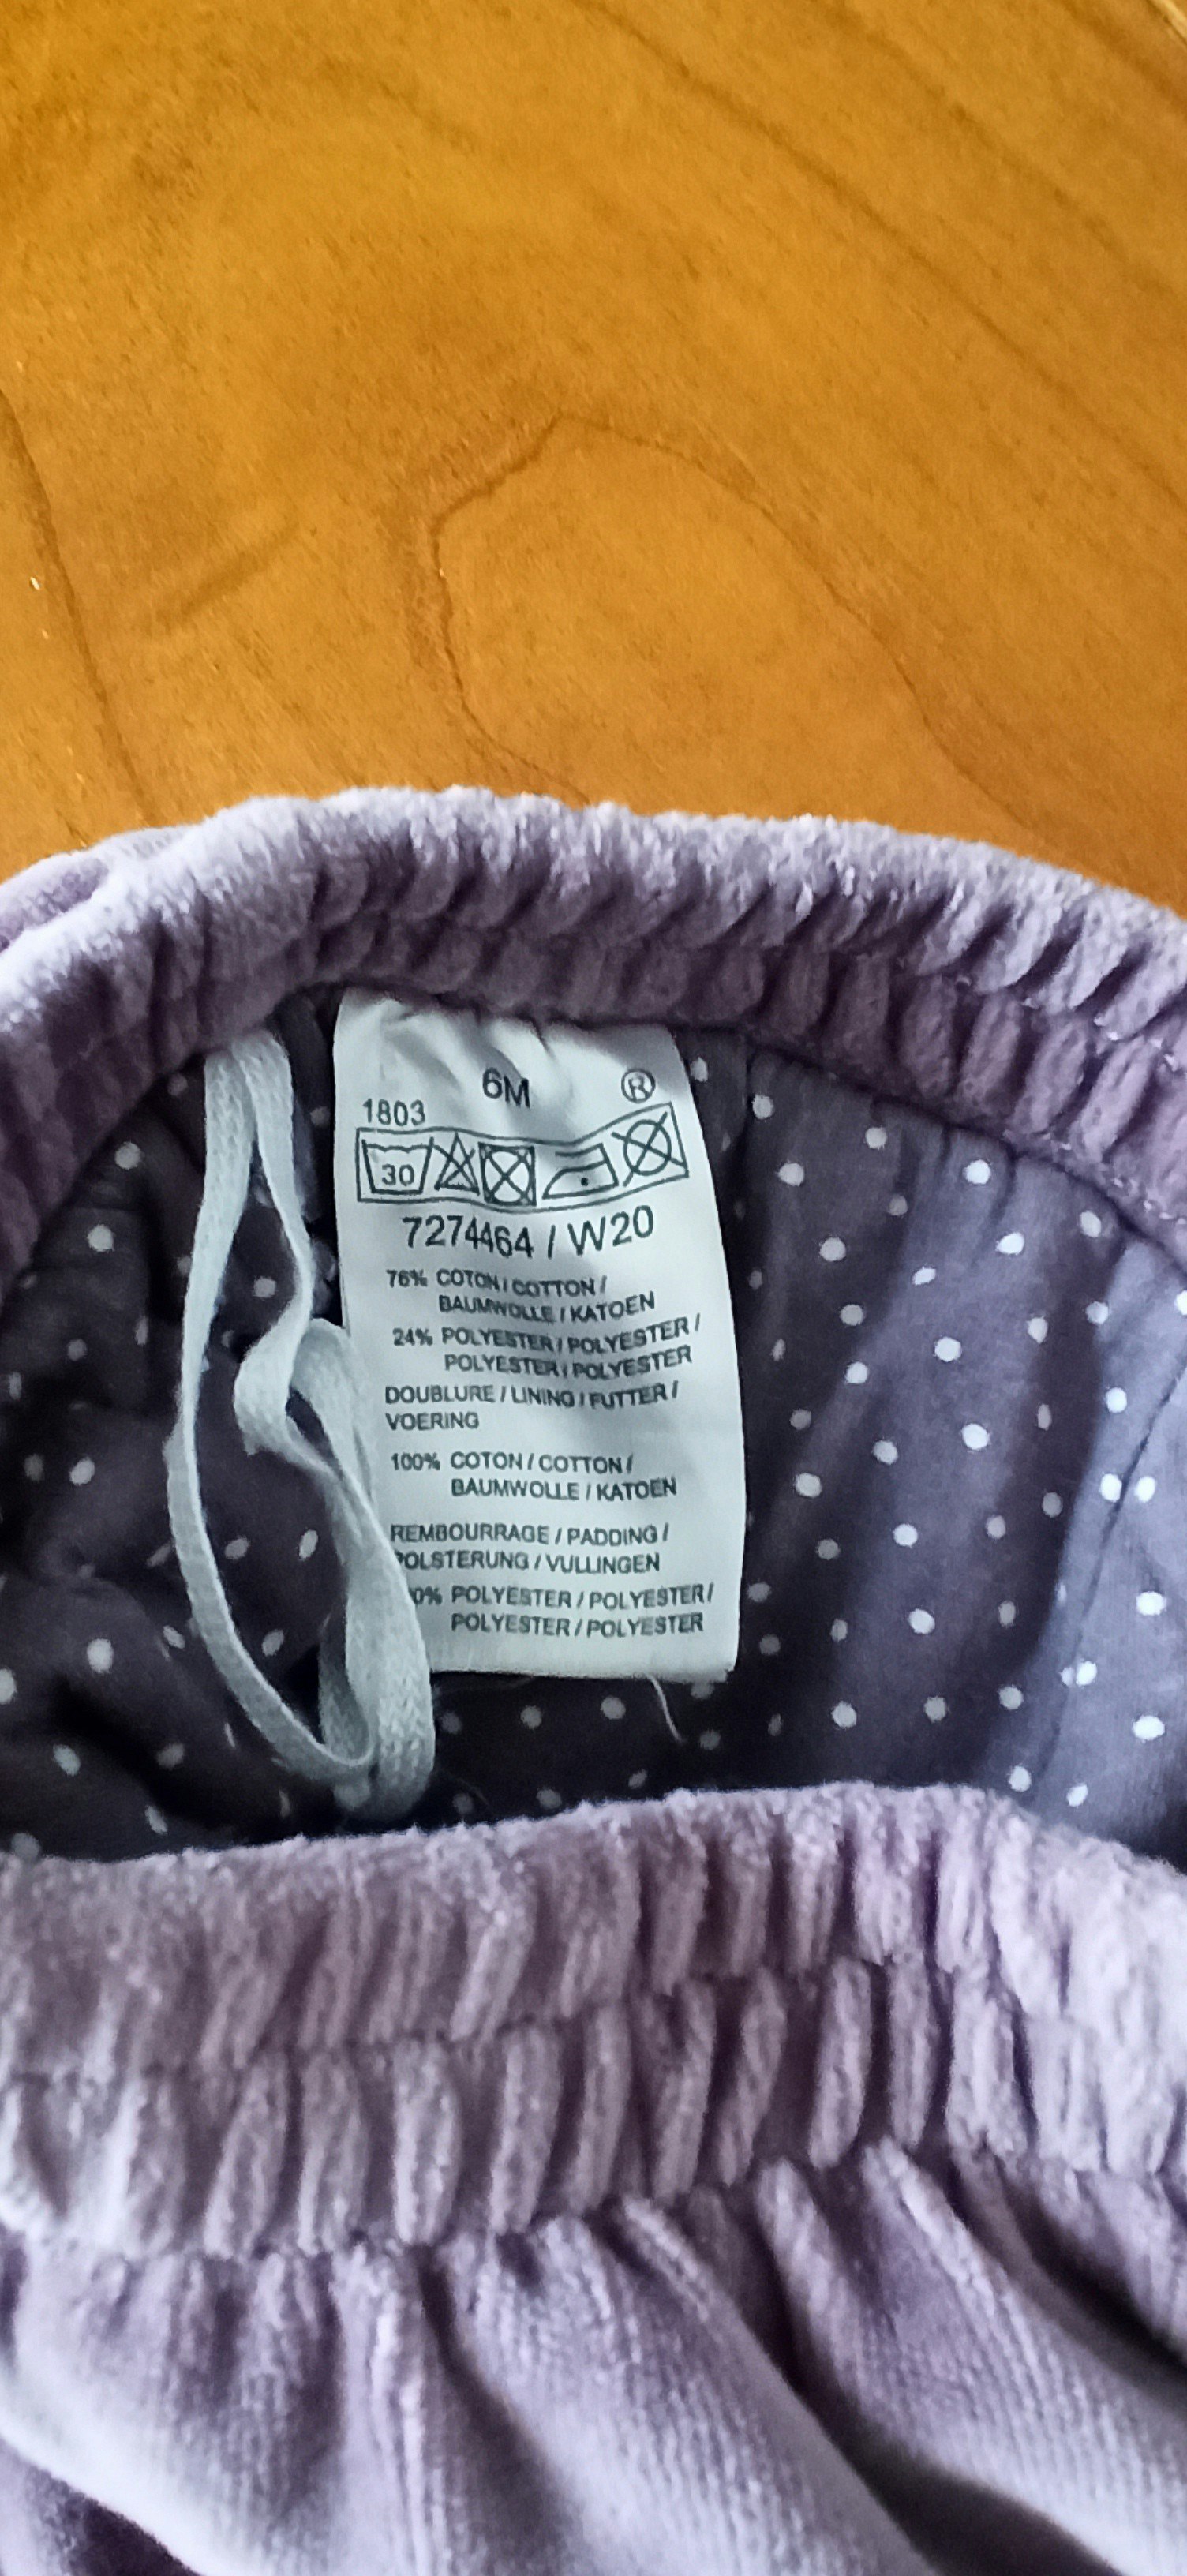 6M
1803 ®
30
7274464 / W20
76% COTON / COTTON /
BAUMWOLLE / KATOEN
24% POLYESTER / POLYESTER /
POLYESTER / POLYESTER
DOUBLURE / LINING / FUTTER /
VOERING
100% COTON / COTTON /
BAUMWOLLE / KATOEN
REMBOURRAGE / PADDING /
POLSTERUNG / VULLINGEN
0% POLYESTER / POLYESTER /
POLYESTER / POLYESTER